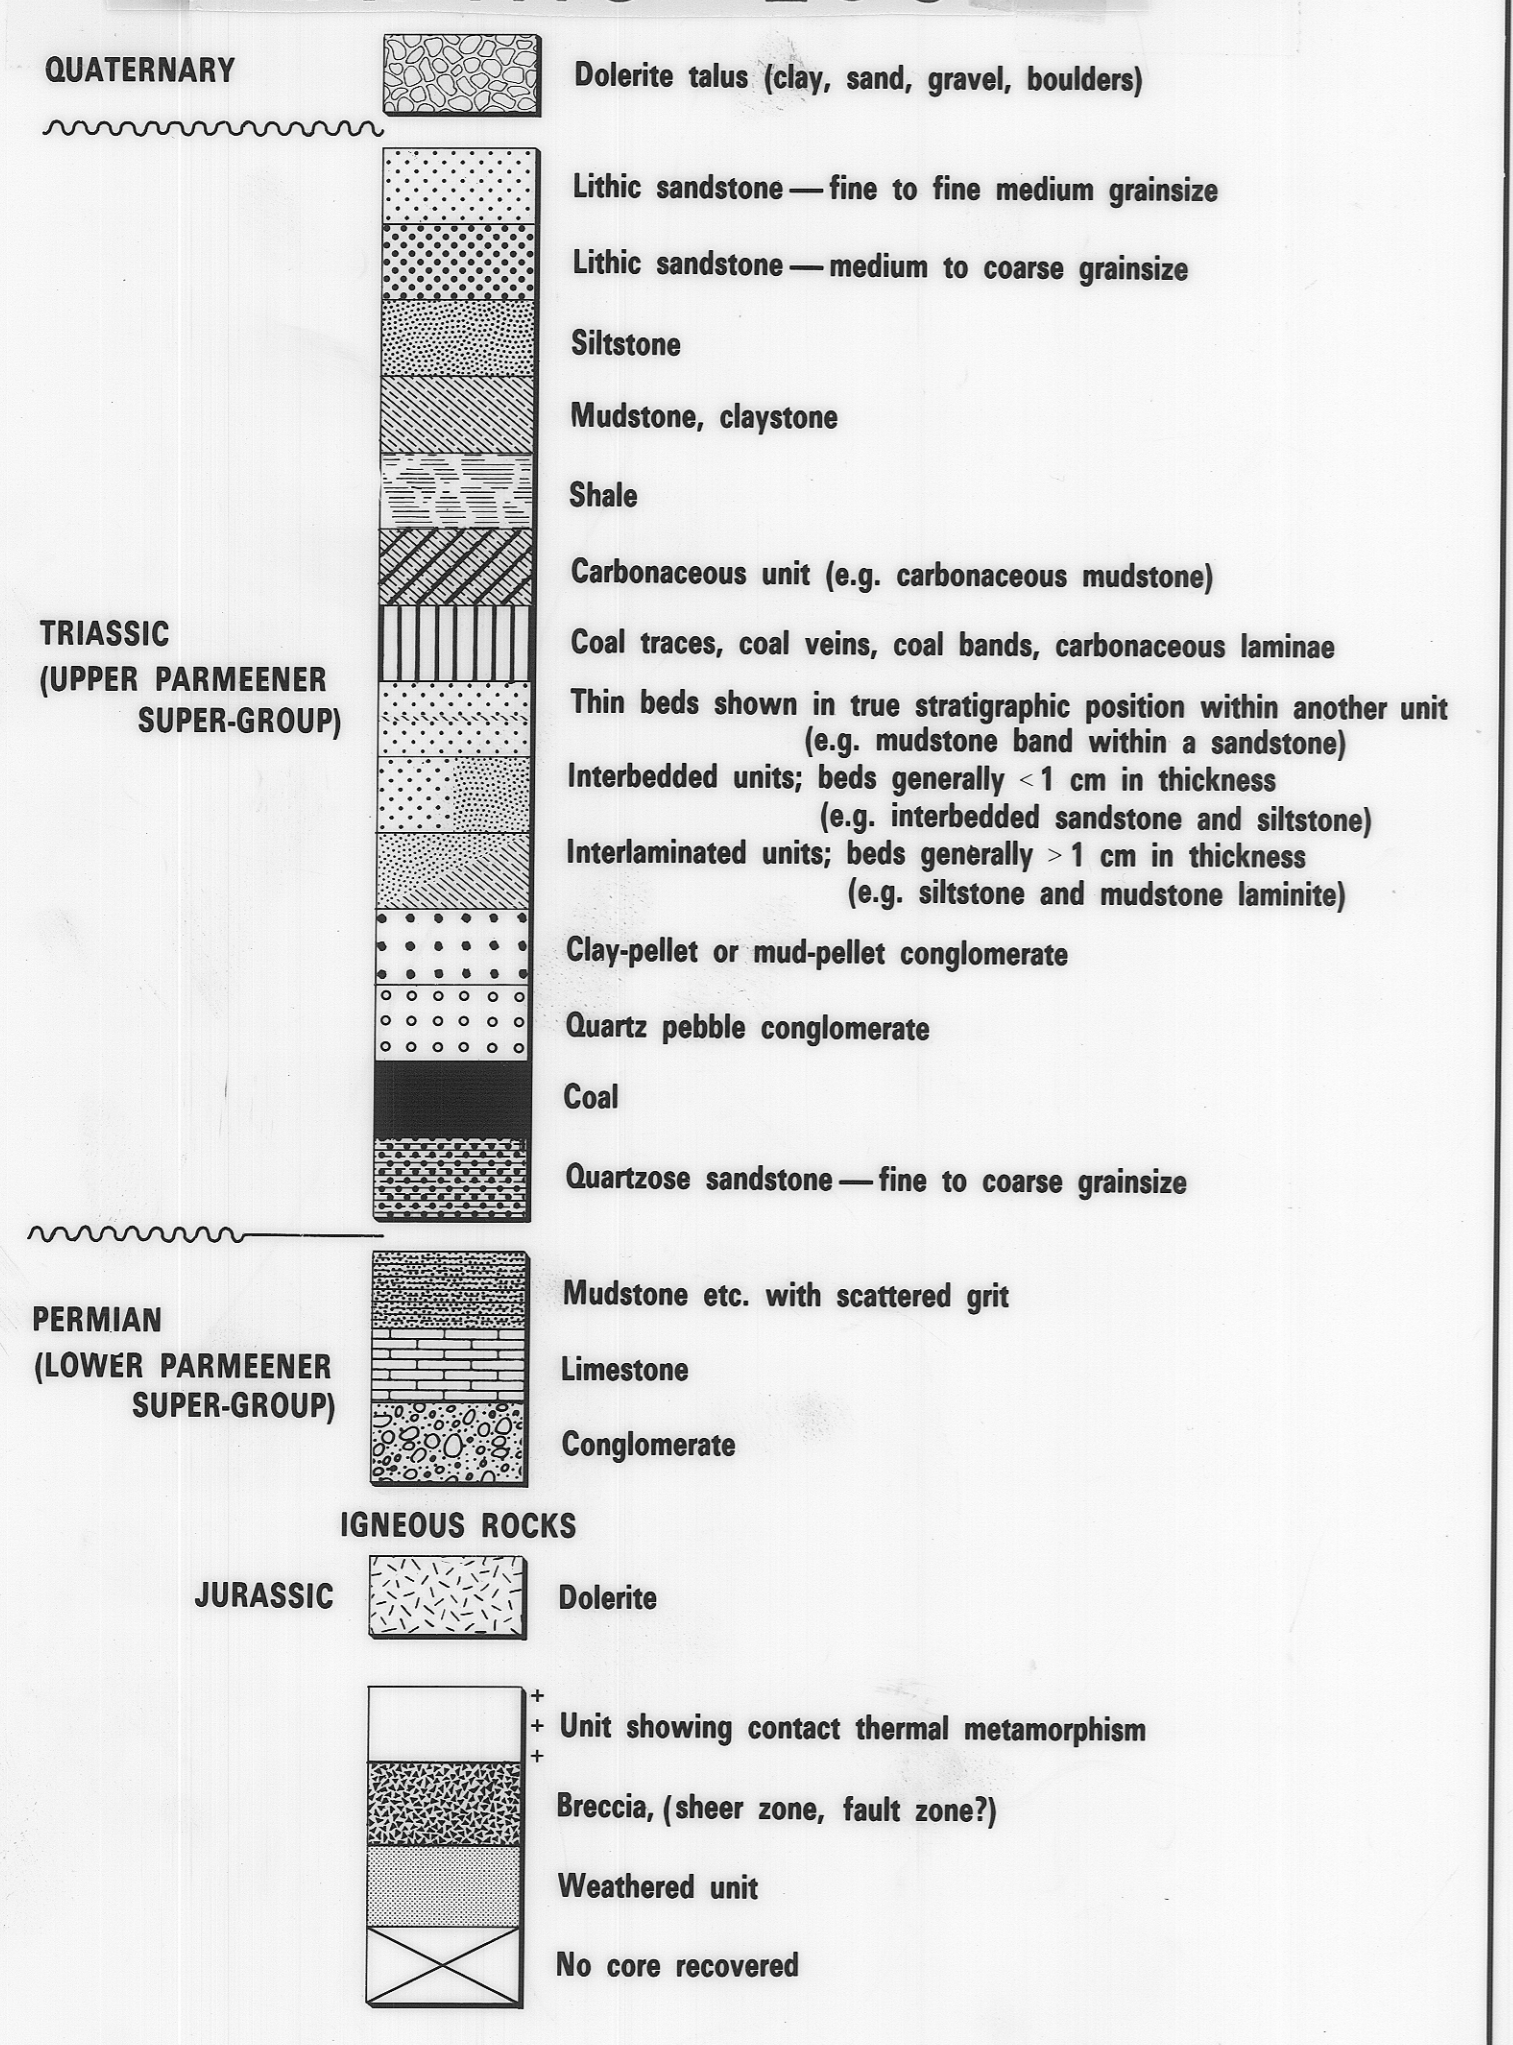 QUATERNARY
Dolerite talus (clay, sand, gravel, boulders)
Lithic sandstone — fine to fine medium grainsize
Lithic sandstone — medium to coarse grainsize
Siltstone
Mudstone, claystone
Shale
Carbonaceous unit (e.g. carbonaceous mudstone)
TRIASSIC
(UPPER PARMEENER
SUPER-GROUP)
Coal traces, coal veins, coal bands, carbonaceous laminae
Thin beds shown in true stratigraphic position within another unit
(e.g. mudstone band within a sandstone)
Interbedded units; beds generally < 1 cm in thickness
(e.g. interbedded sandstone and siltstone)
Interlaminated units; beds generally > 1 cm in thickness
(e.g. siltstone and mudstone laminite)
Clay-pellet or mud-pellet conglomerate
Quartz pebble conglomerate
Coal
Quartzose sandstone — fine to coarse grainsize
PERMIAN
(LOWER PARMEENER
SUPER-GROUP)
Mudstone etc. with scattered grit
Limestone
Conglomerate
IGNEOUS ROCKS
JURASSIC
Dolerite
+
+ Unit showing contact thermal metamorphism
+
Breccia, (sheer zone, fault zone?)
Weathered unit
No core recovered